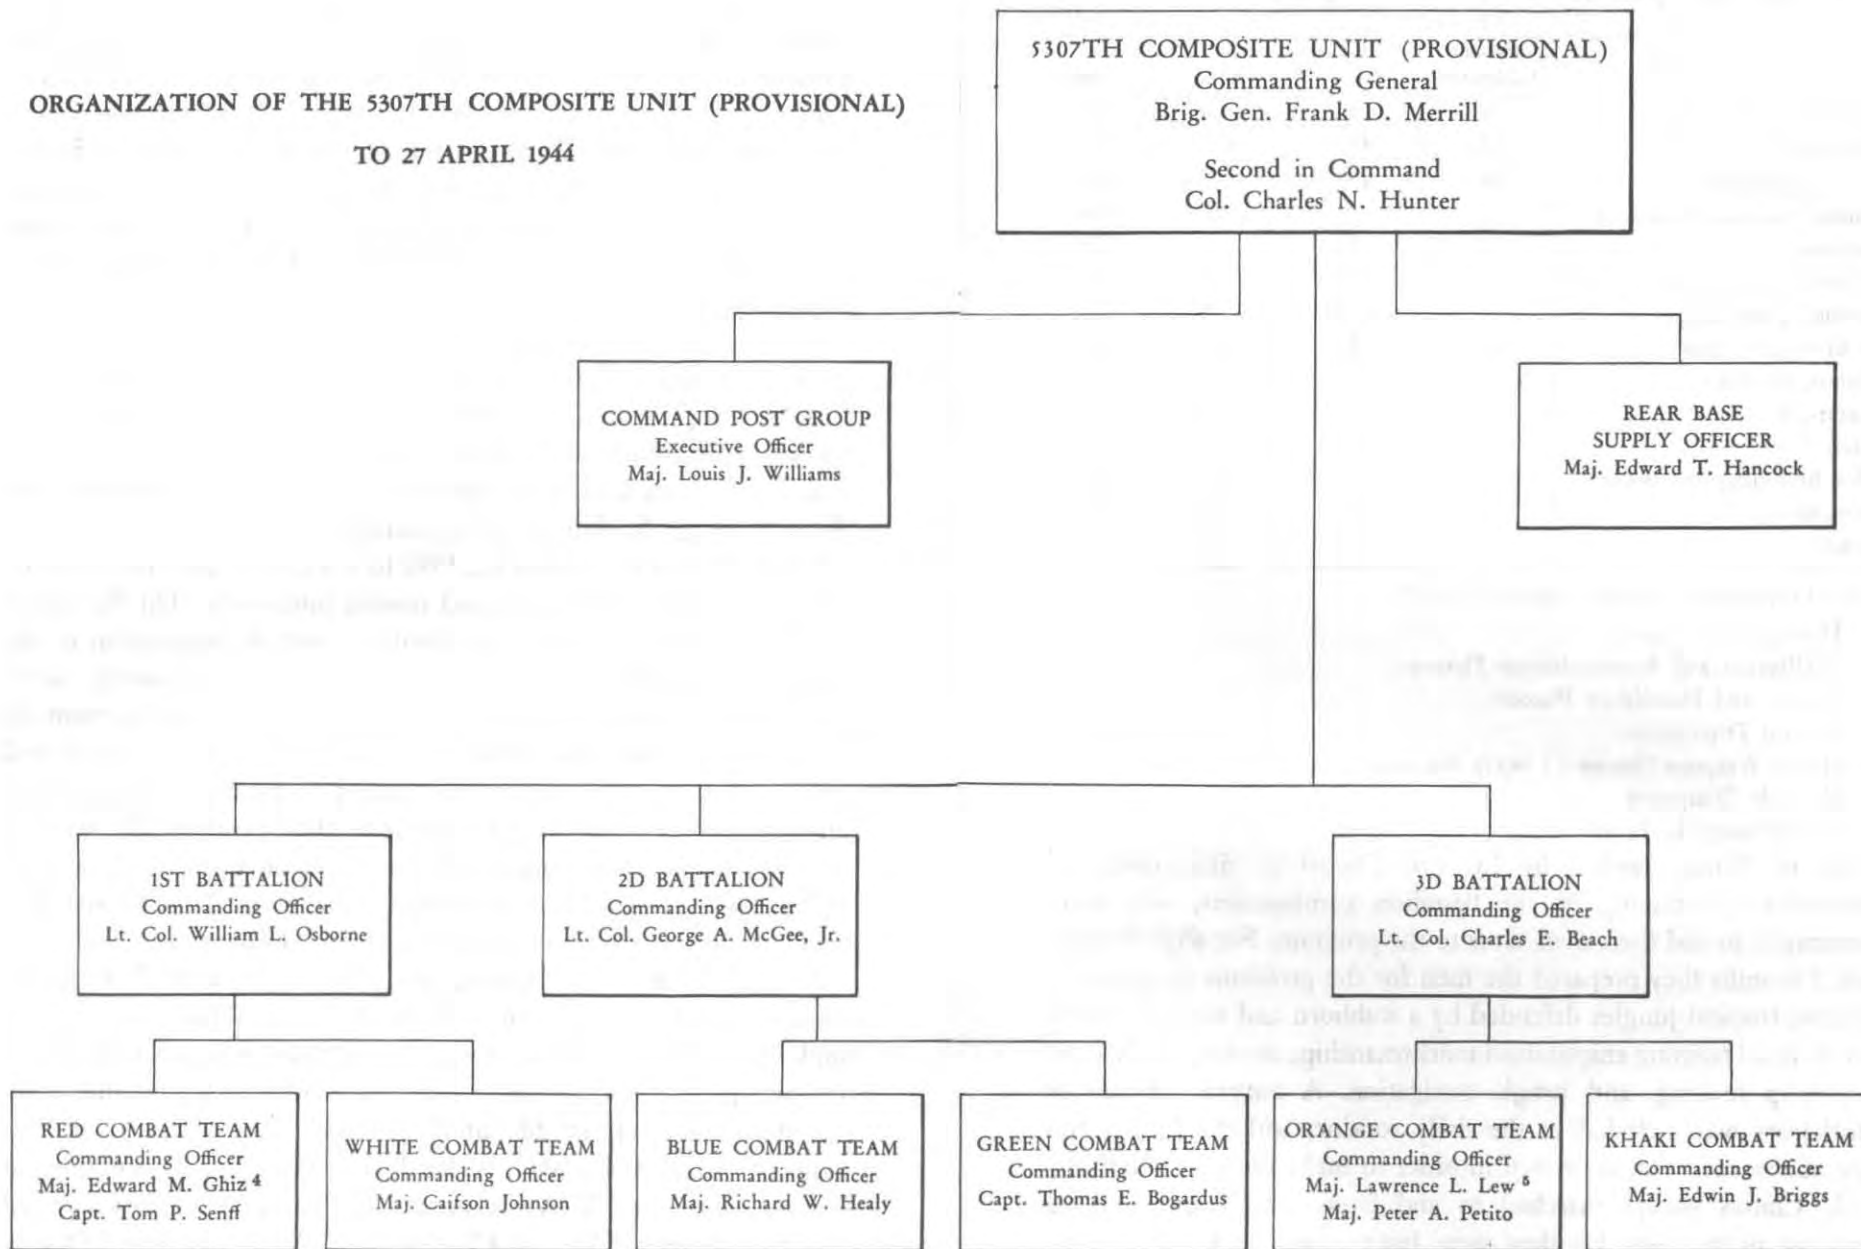 ORGANIZATION OF THE 5307TH COMPOSITE UNIT (PROVISIONAL)
TO 27 APRIL 1944
5307TH COMPOSITE UNIT (PROVISIONAL)
Commanding General
Brig. Gen. Frank D. Merrill
Second in Command
Col. Charles N. Hunter
COMMAND POST GROUP
Executive Officer
Maj. Louis J. Williams
REAR BASE
SUPPLY OFFICER
Maj. Edward T. Hancock
1ST BATTALION
Commanding Officer
Lt. Col. William L. Osborne
2D BATTALION
Commanding Officer
Lt. Col. George A. McGee, Jr.
3D BATTALION
Commanding Officer
Lt. Col. Charles E. Beach
RED COMBAT TEAM
Commanding Officer
Maj. Edward M. Ghiz 4
Capt. Tom P. Senff
WHITE COMBAT TEAM
Commanding Officer
Maj. Caifson Johnson
BLUE COMBAT TEAM
Commanding Officer
Maj. Richard W. Healy
GREEN COMBAT TEAM
Commanding Officer
Capt. Thomas E. Bogardus
ORANGE COMBAT TEAM
Commanding Officer
Maj. Lawrence L. Lew 5
Maj. Peter A. Petito
KHAKI COMBAT TEAM
Commanding Officer
Maj. Edwin J. Briggs